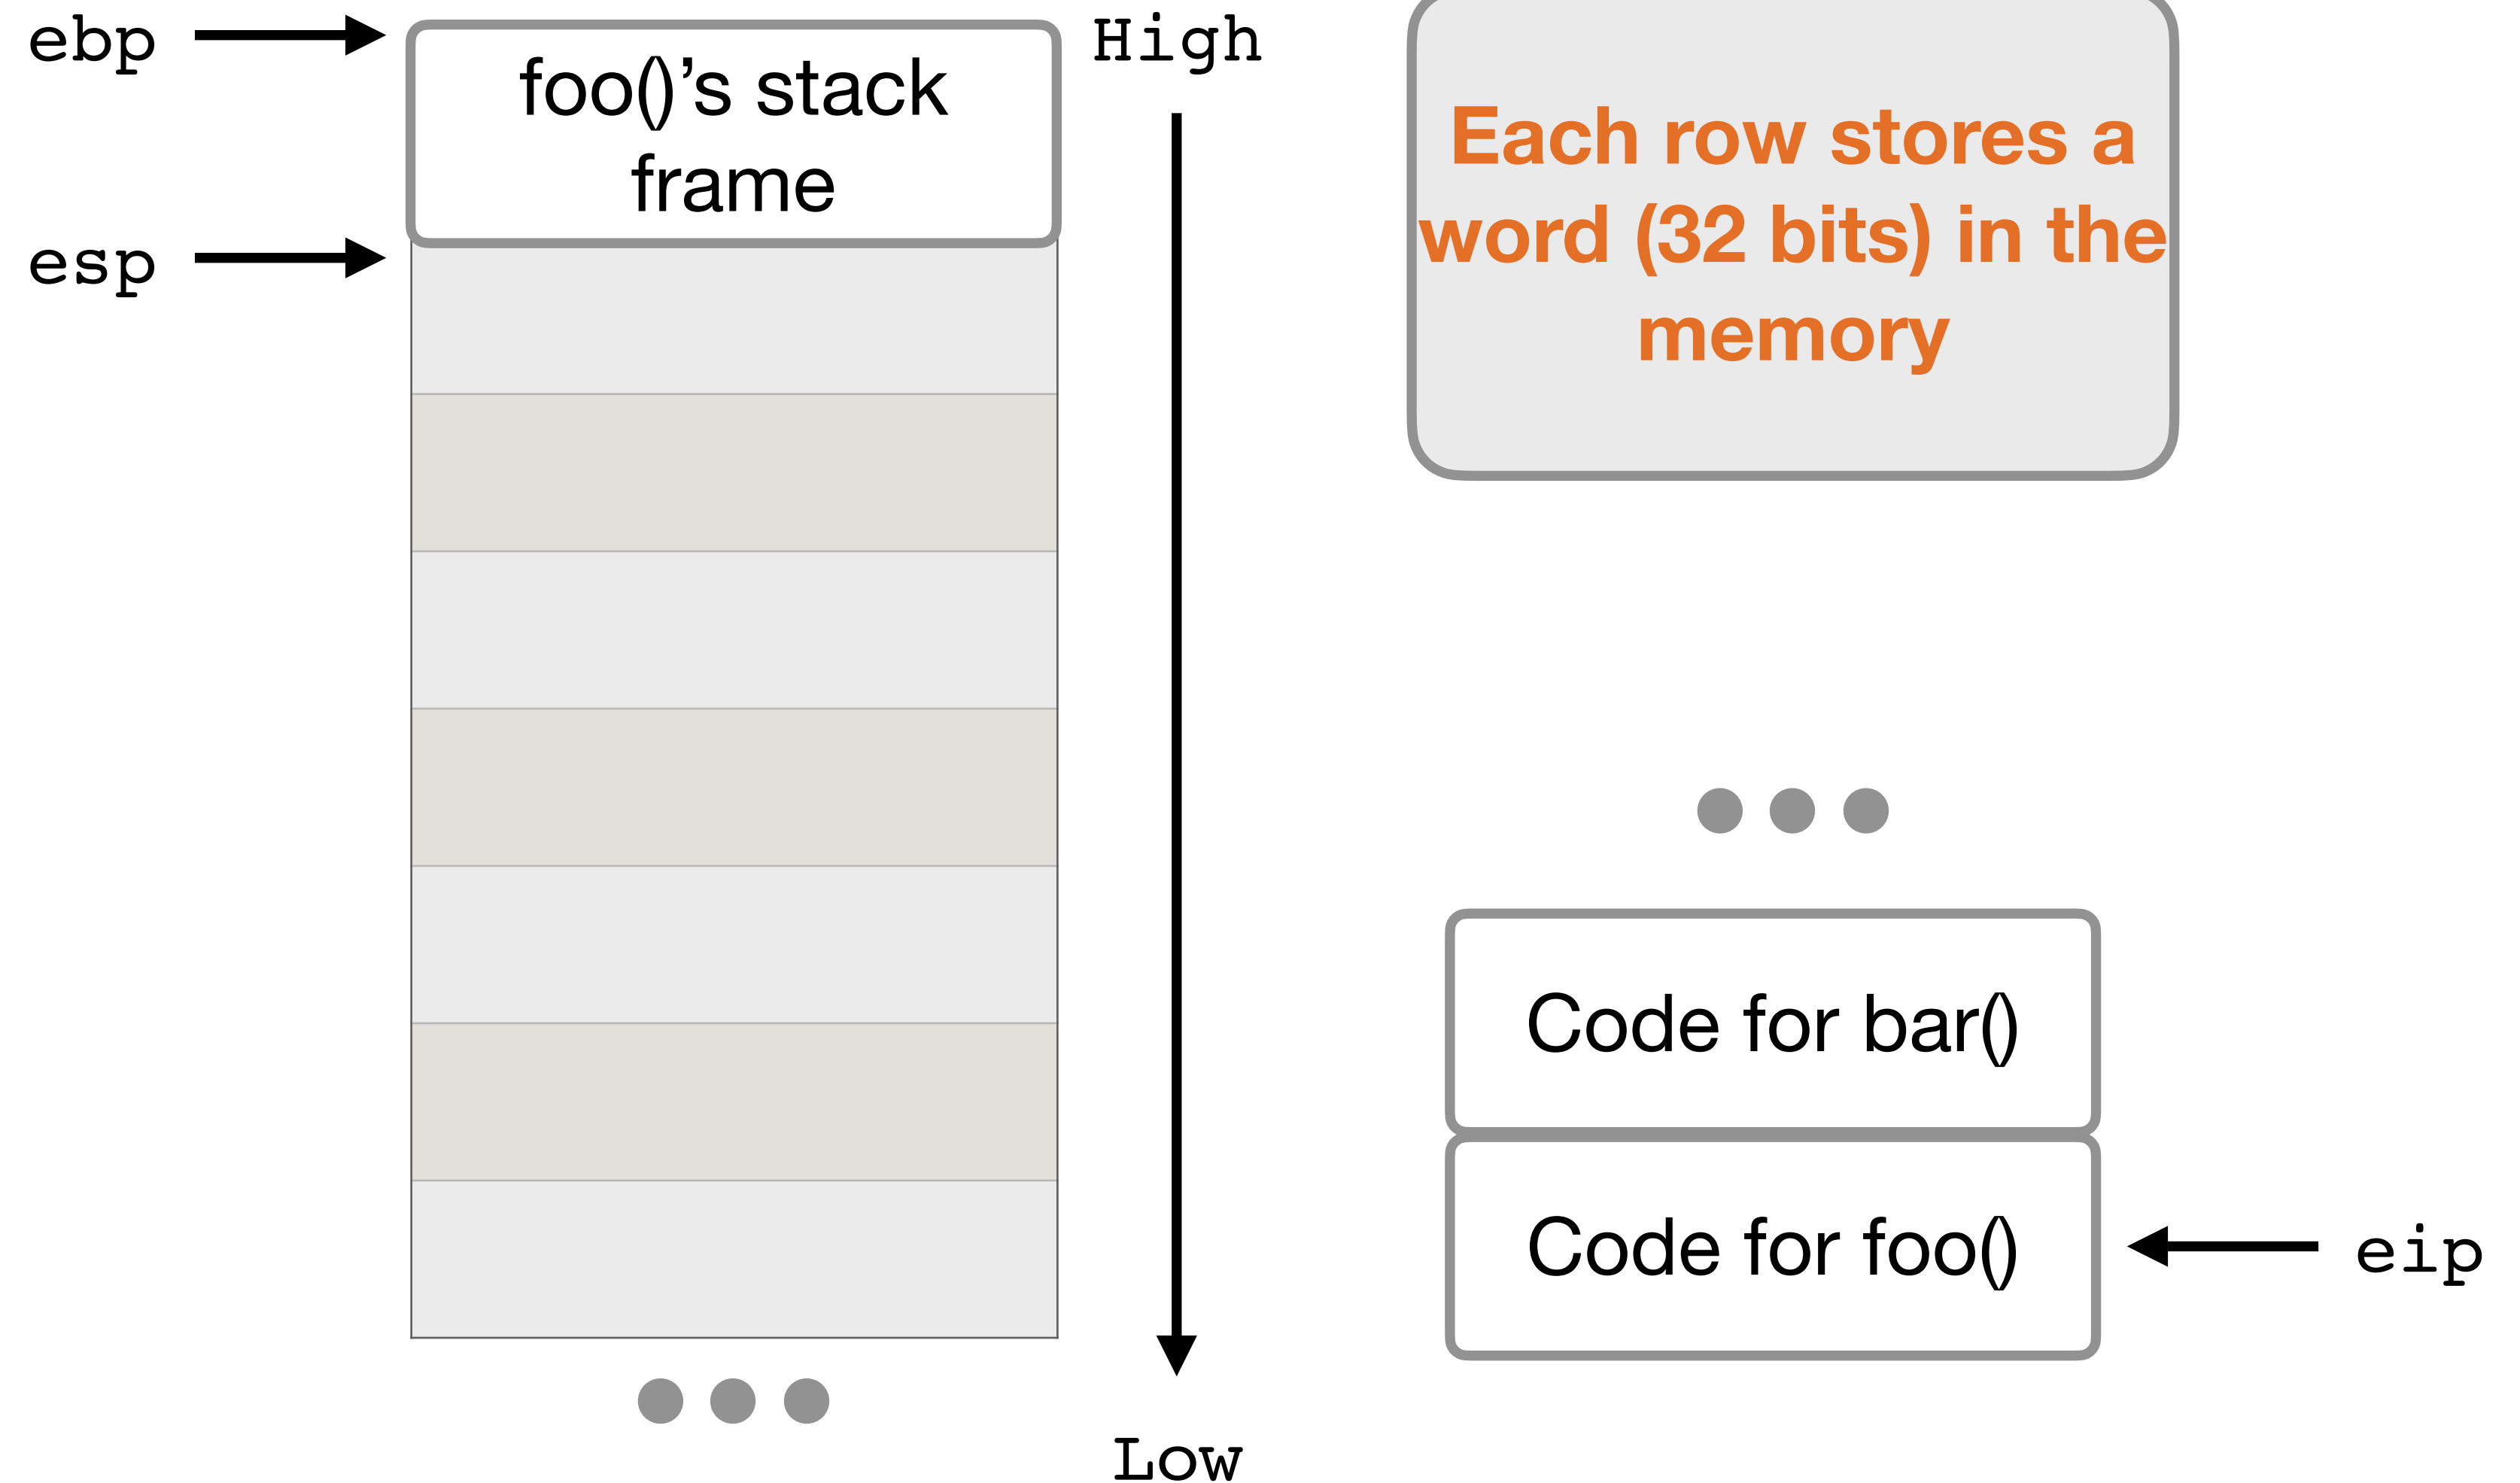 ebp
foo()’s stack
frame
esp
High
Low
Each row stores a
word (32 bits) in the
memory
Code for bar()
Code for foo()
eip